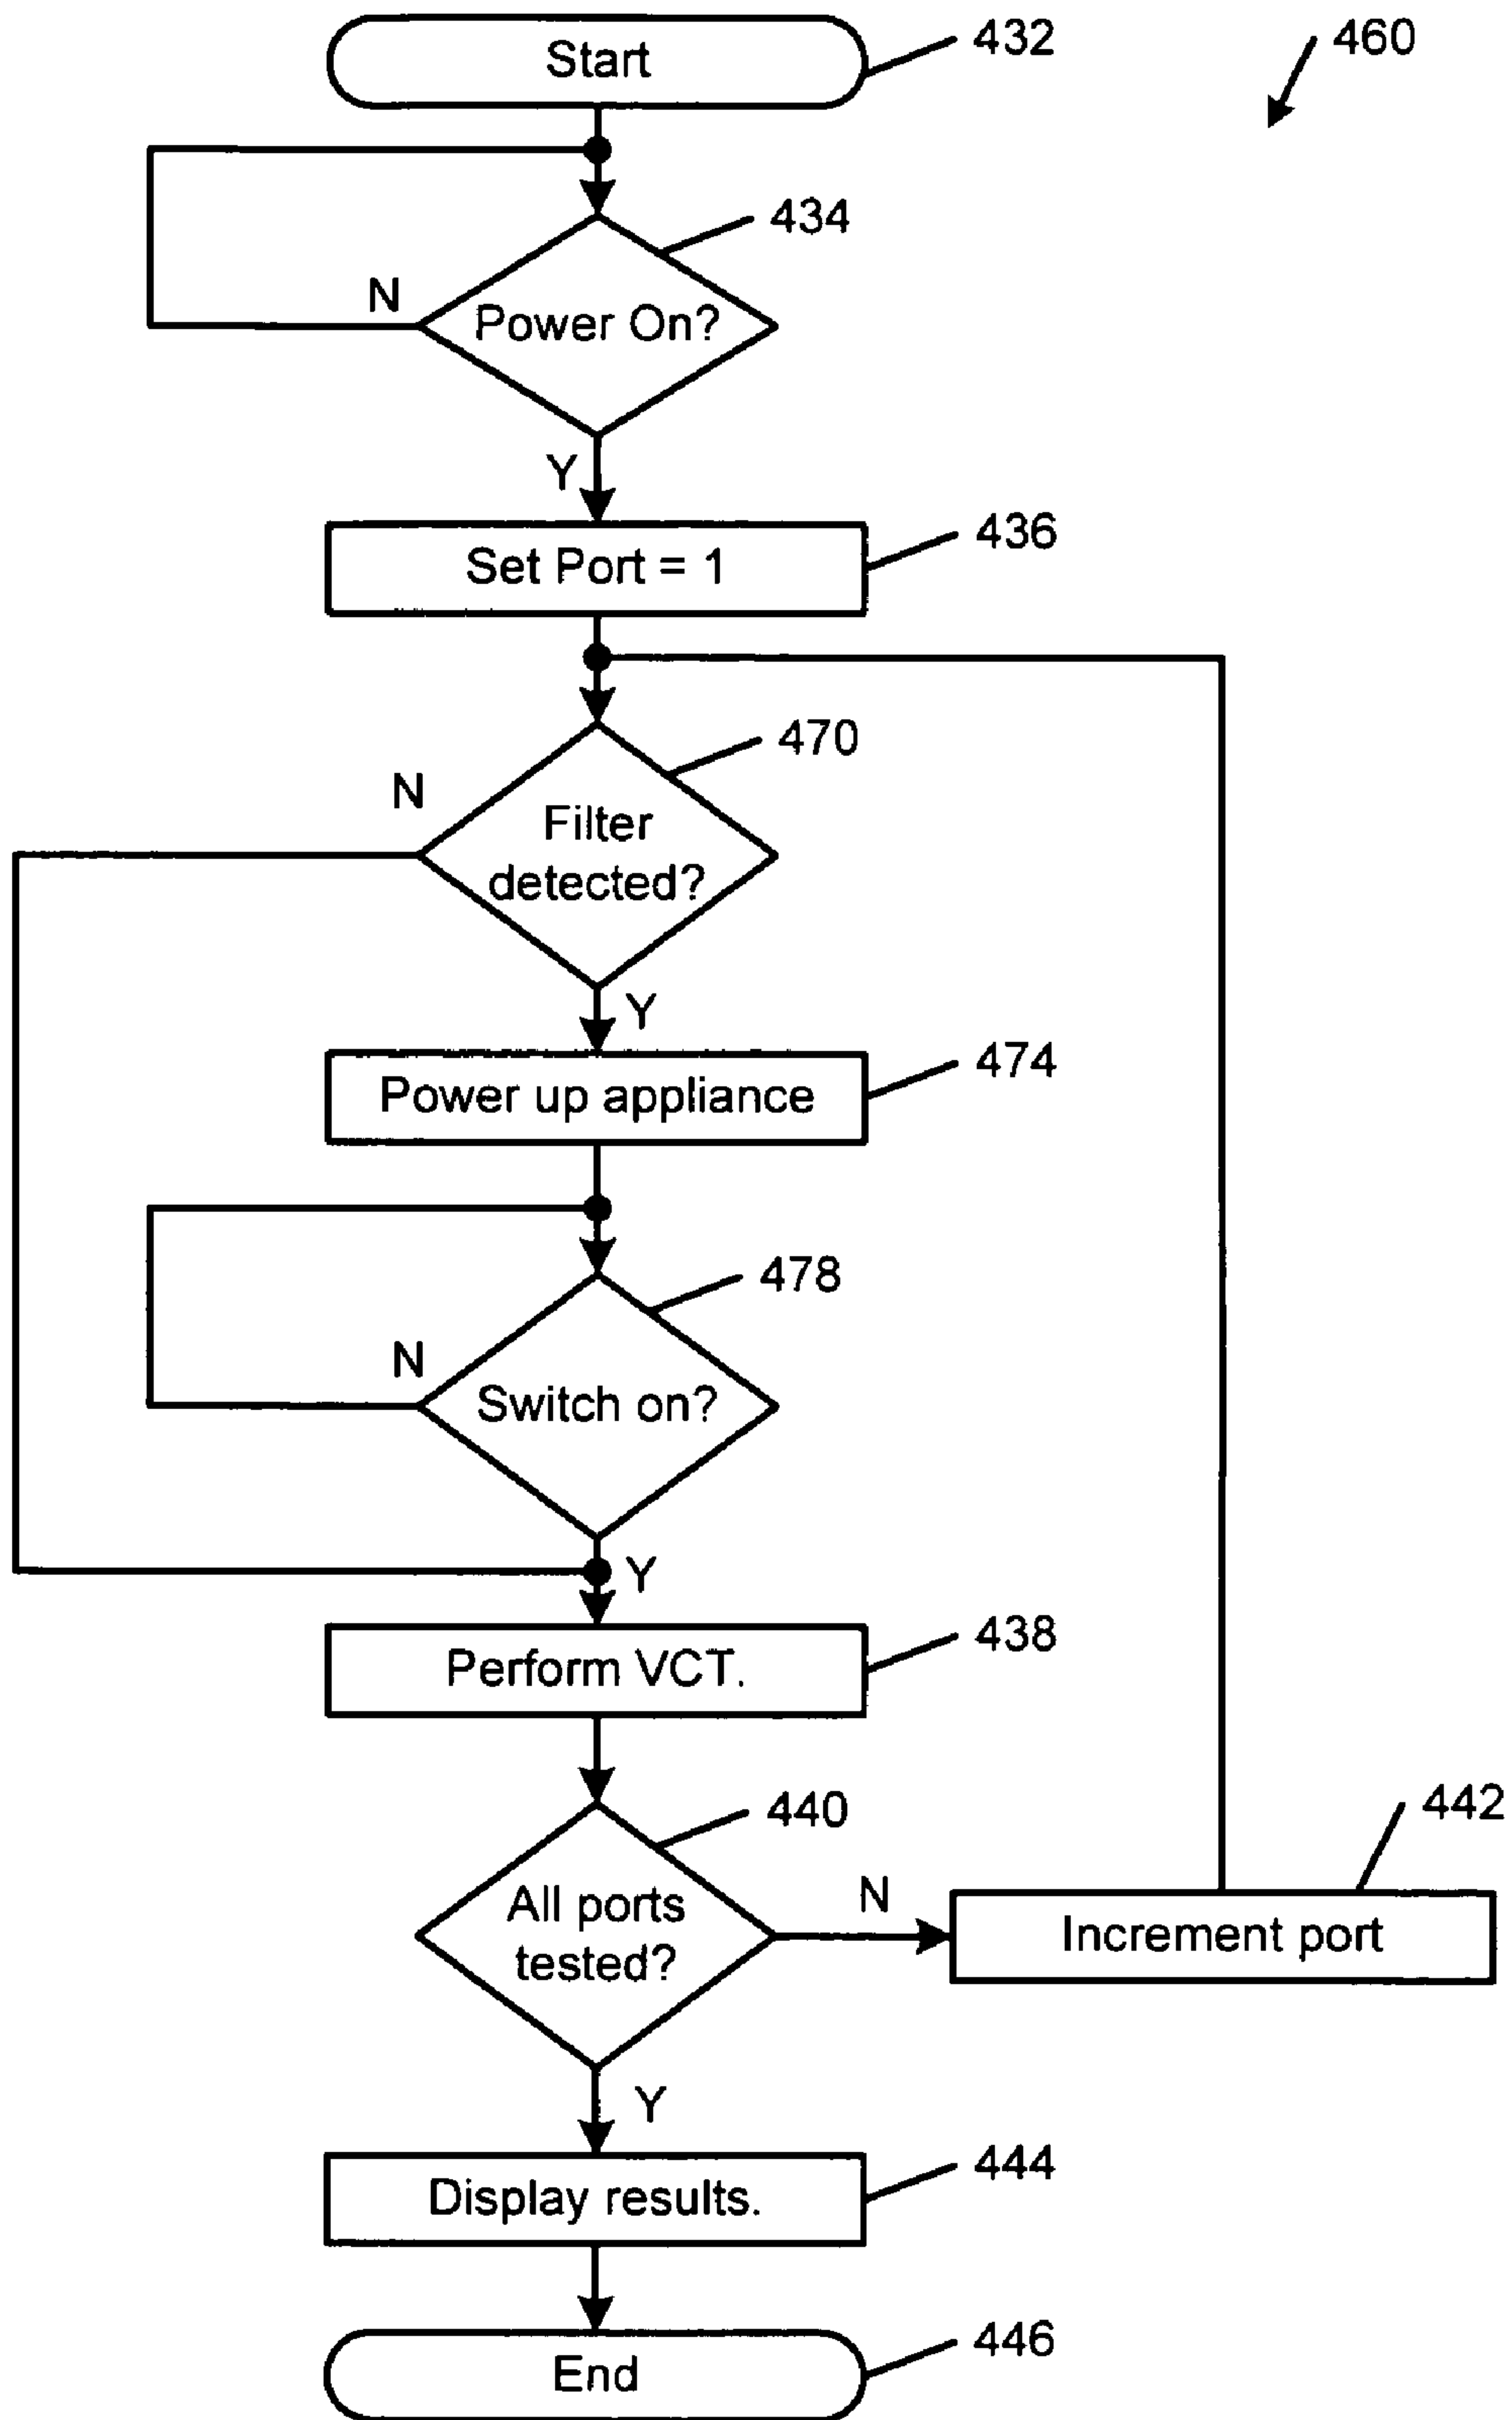 Start
432
460
434
N
Power On?
Y
436
Set Port = 1
470
N
Filter
detected?
Y
474
Power up appliance
478
N
Switch on?
Y
438
Perform VCT.
440
442
All ports
tested?
N
Increment port
Y
444
Display results.
446
End